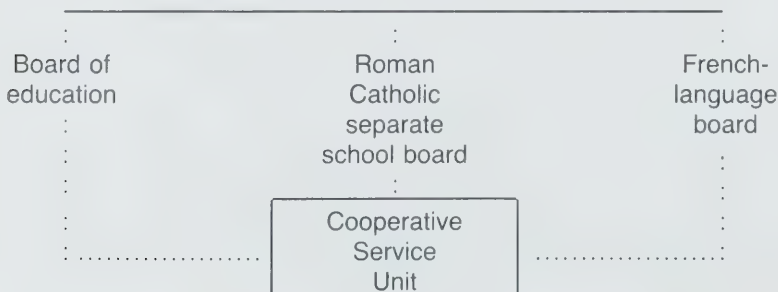 Board of
education
Roman
Catholic
separate
school board
French-
language
board
Cooperative
Service
Unit